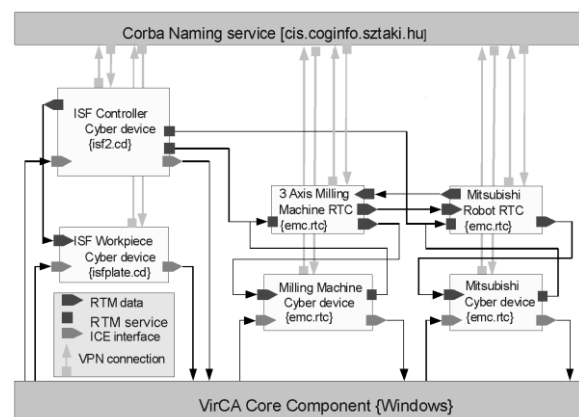 Corba Naming service [cis.coginfo.sztaki.hu]
ISF Controller
Cyber device
{isf2.cd}
3 Axis Milling
Machine RTC
{emc.rtc}
Mitsubishi
Robot RTC
{emc.rtc}
ISF Workpiece
Cyber device
{isfplate.cd}
Milling Machine
Cyber device
{emc.rtc}
Mitsubishi
Cyber device
{emc.rtc}
RTM data
RTM service
ICE interface
VPN connection
VirCA Core Component {Windows}